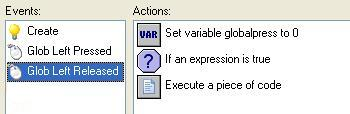 Events:
Create
Glob Left Pressed
Glob Left Released
Actions:
VAR Set variable globalpress to 0
? If an expression is true
Execute a piece of code